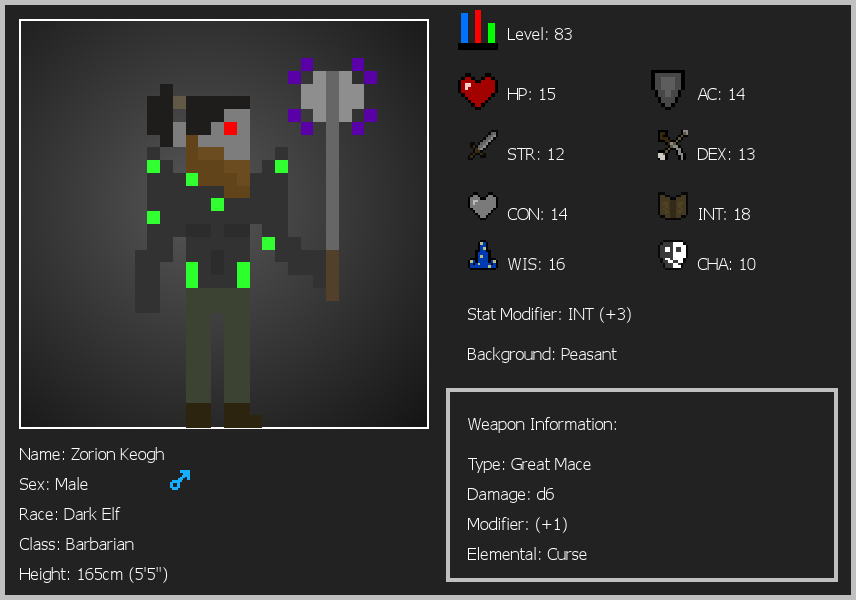 Level: 83
HP: 15
AC: 14
STR: 12
DEX: 13
CON: 14
INT: 18
WIS: 16
CHA: 10
Stat Modifier: INT (+3)
Background: Peasant
Weapon Information:
Type: Great Mace
Damage: d6
Modifier: (+1)
Elemental: Curse
Name: Zorion Keogh
Sex: Male
Race: Dark Elf
Class: Barbarian
Height: 165cm (5'5")